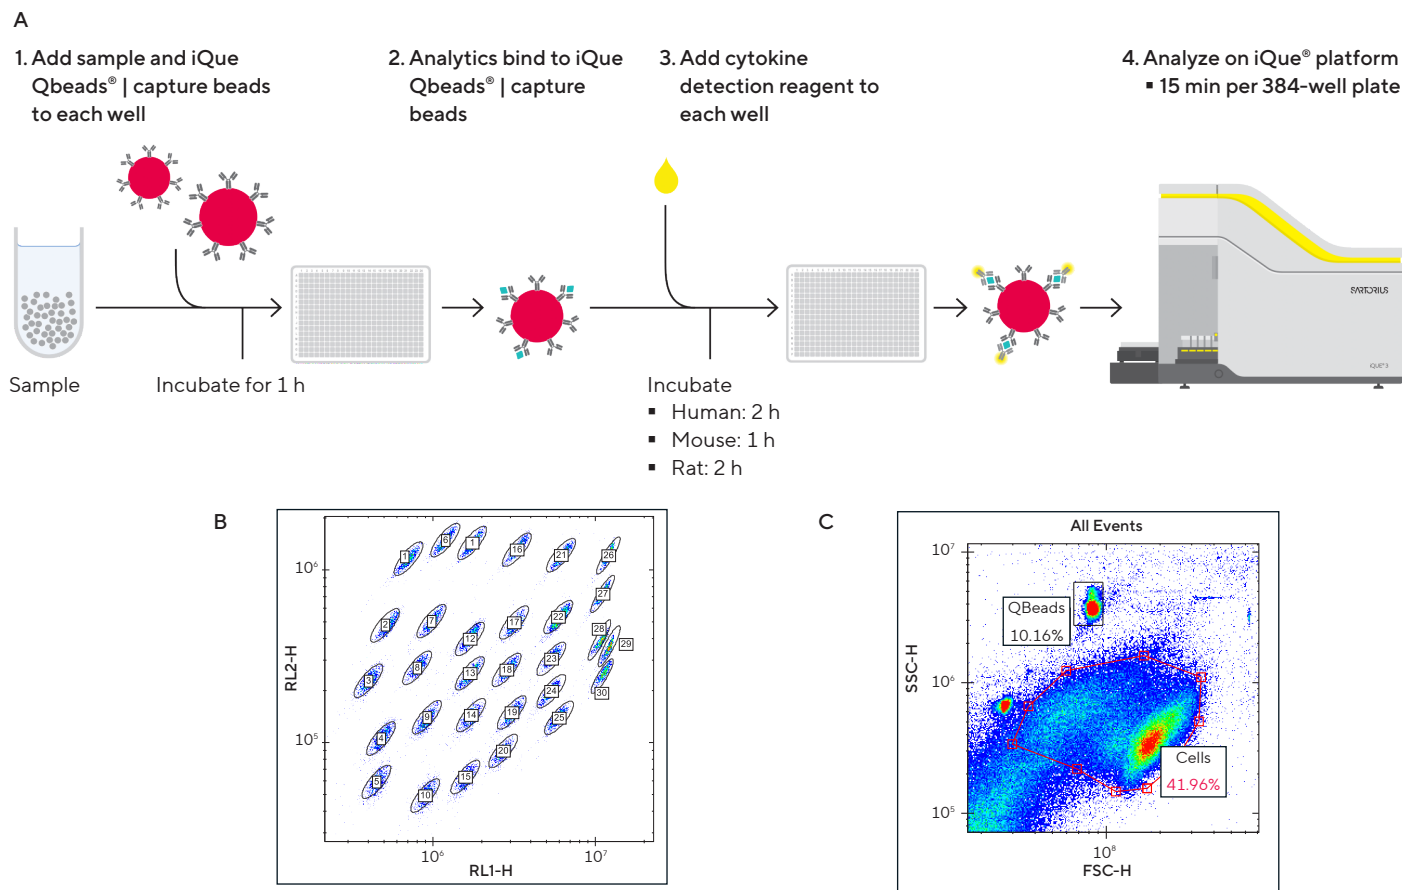 A
1. Add sample and iQue
Qbeads® | capture beads
to each well
2. Analytics bind to iQue
Qbeads® | capture
beads
3. Add cytokine
detection reagent to
each well
4. Analyze on iQue® platform
▪ 15 min per 384-well plate
SARTORIUS
iQUE®3
Sample
Incubate for 1 h
Incubate
▪ Human: 2 h
▪ Mouse: 1 h
▪ Rat: 2 h
B
RL2-H
10⁶
10⁵
1
6
1
16
21
26
27
2
7
12
17
22
28
29
3
8
13
18
23
30
24
4
9
14
19
25
20
5
10
15
10⁶
10⁷
RL1-H
C
All Events
SSC-H
10⁷
10⁶
10⁵
QBeads
10.16%
Cells
41.96%
10⁸
FSC-H